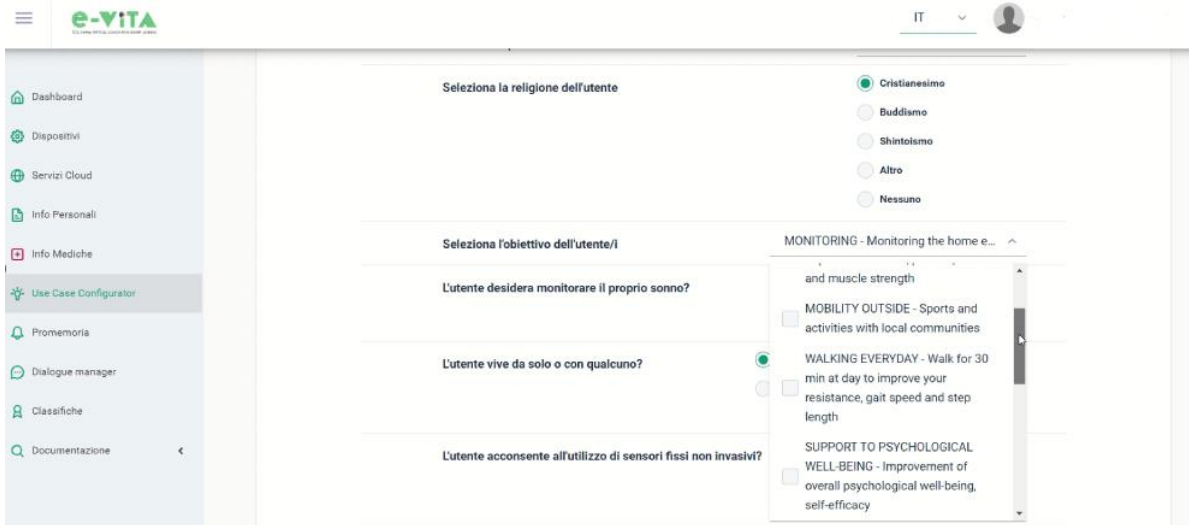 e-ViTA
IT
Dashboard
Dispositivi
Servizi Cloud
Info Personali
Info Mediche
Use Case Configurator
Promemoria
Dialogue manager
Classifiche
Documentazione
Seleziona la religione dell'utente
Cristianesimo
Buddismo
Shintoismo
Altro
Nessuno
Seleziona l'obiettivo dell'utente/i
MONITORING - Monitoring the home e...
and muscle strength
MOBILITY OUTSIDE - Sports and
activities with local communities
WALKING EVERYDAY - Walk for 30
min at day to improve your
resistance, gait speed and step
length
SUPPORT TO PSYCHOLOGICAL
WELL-BEING - Improvement of
overall psychological well-being,
self-efficacy
L'utente desidera monitorare il proprio sonno?
L'utente vive da solo o con qualcuno?
L'utente acconsente all'utilizzo di sensori fissi non invasivi?